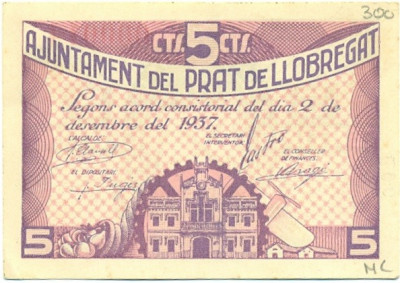 300
CTS. 5 CTS.
AJUNTAMENT DEL PRAT DE LLOBREGAT
Segons acord consistorial del dia 2 de
desembre del 1937.
L'ALCALDE
EL SECRETARI
INTERVENTOR
EL CONSELLER
DE FINANCES
EL DIPOSITARI
5 5
MC